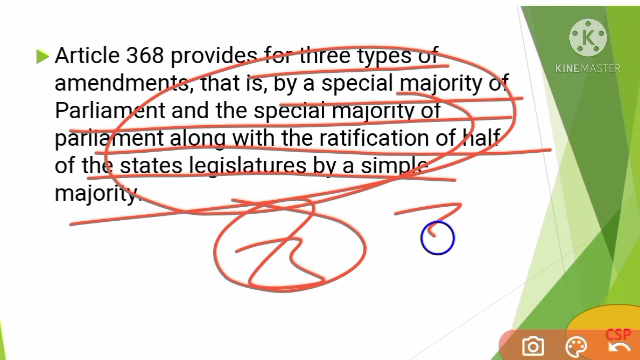 Article 368 provides for three types of
amendments, that is, by a special majority of
Parliament and the special majority of
parliament along with the ratification of half
of the states legislatures by a simple
majority.
2
KINEMASTER
CSP